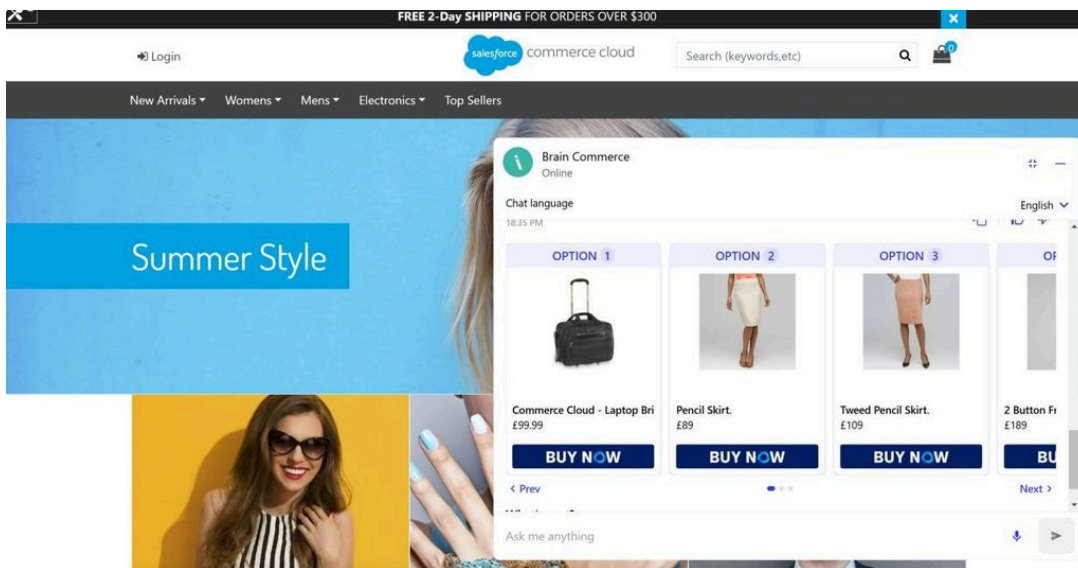 FREE 2-Day SHIPPING FOR ORDERS OVER $300
Login
salesforce commerce cloud
Search (keywords,etc)
0
New Arrivals Womens Mens Electronics Top Sellers
Summer Style
Brain Commerce
Online
Chat language
English
18:35 PM
OPTION 1
OPTION 2
OPTION 3
Commerce Cloud - Laptop Bri
£99.99
BUY NOW
Pencil Skirt.
£89
BUY NOW
Tweed Pencil Skirt.
£109
BUY NOW
2 Button Fr
£189
BU
< Prev
Next >
Ask me anything